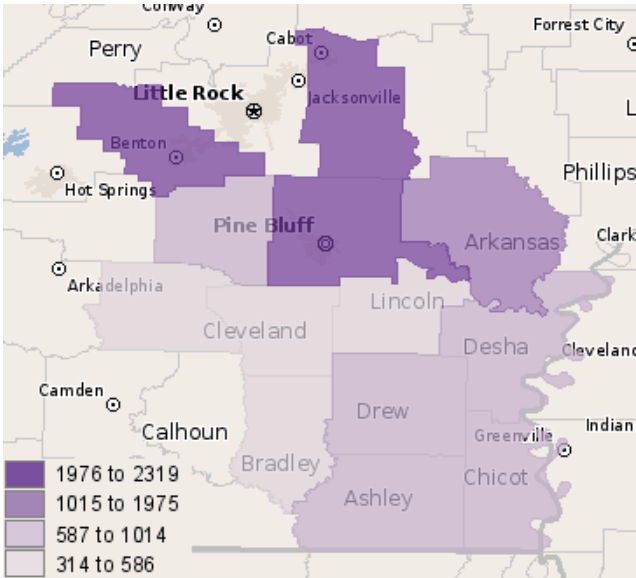 Conway
Forrest City
Cabot
Perry
Little Rock
Jacksonville
L
Benton
Phillips
Hot Springs
Pine Bluff
Clark
Arkansas
Arkadelphia
Lincoln
Cleveland
Desha
Cleveland
Camden
Drew
Calhoun
Greenville
Indian
Bradley
Chicot
Ashley
1976 to 2319
1015 to 1975
587 to 1014
314 to 586